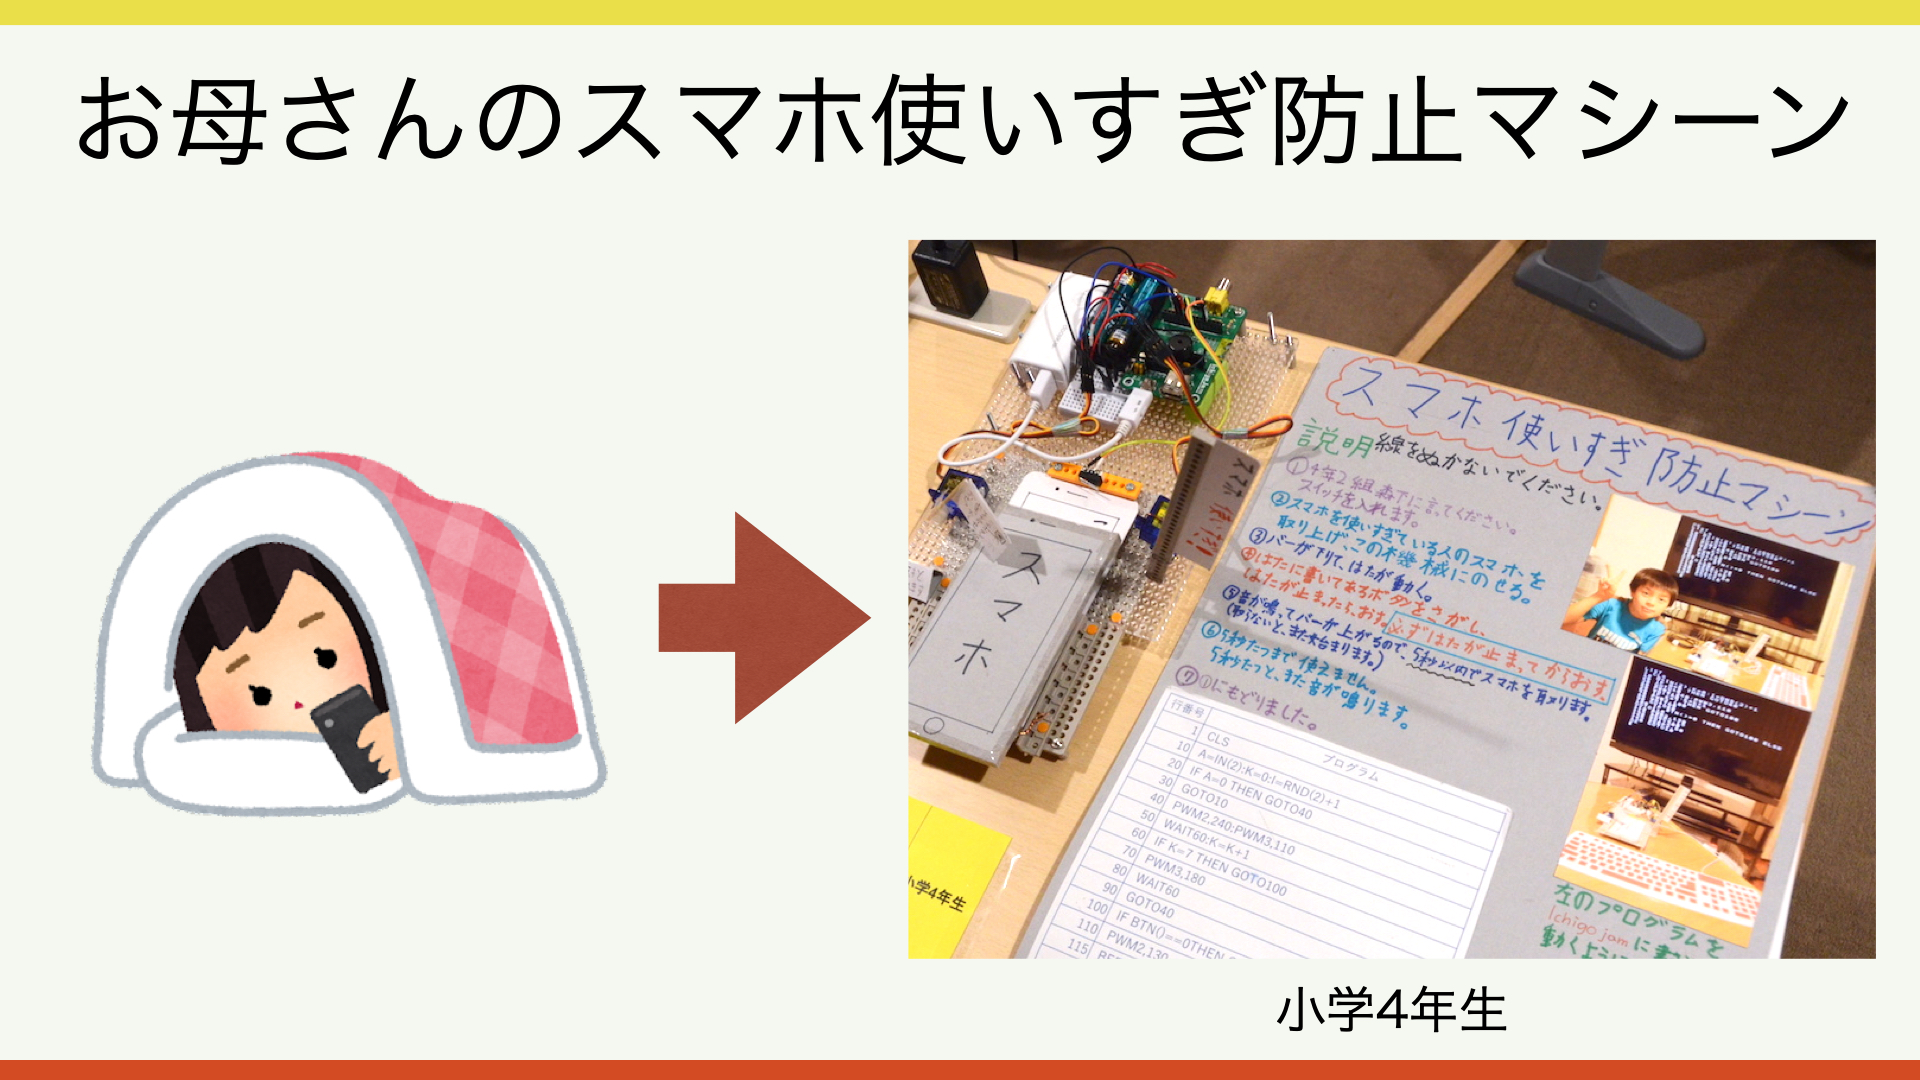 お母さんのスマホ使いすぎ防止マシーン
スマホ使いすぎ防止マシーン
説明 線をぬかないでください。
①4年2組森下に言ってください。
スイッチを入れます。
②スマホを使いすぎている人のスマホを
取り上げ、この機械にのせる。
③バーが下りて、はたが動く。
④はたに書いてあるボタンをさがし、
はたが止まったら、おす。必ずはたが止まってからおす。
⑤音が鳴ってバーが上がるので、5秒以内でスマホを取ります。
(取らないと、また始まります。)
⑥5秒たつまで使えません。
5秒たつと、また音が鳴ります。
⑦①にもどりました。
行番号 プログラム
1 CLS
10 A=IN(2):K=0:I=RND(2)+1
20 IF A=0 THEN GOTO40
30 GOTO10
40 PWM2,240:PWM3,110
50 WAIT60:K=K+1
60 IF K=7 THEN GOTO100
70 PWM3,180
80 WAIT60
90 GOTO40
100 IF BTN()==0THEN
110 PWM2,130
115
左のプログラムを
Ichigo jamに
動くように
スマホ
スマホ 使い
小学4年生
小学4年生